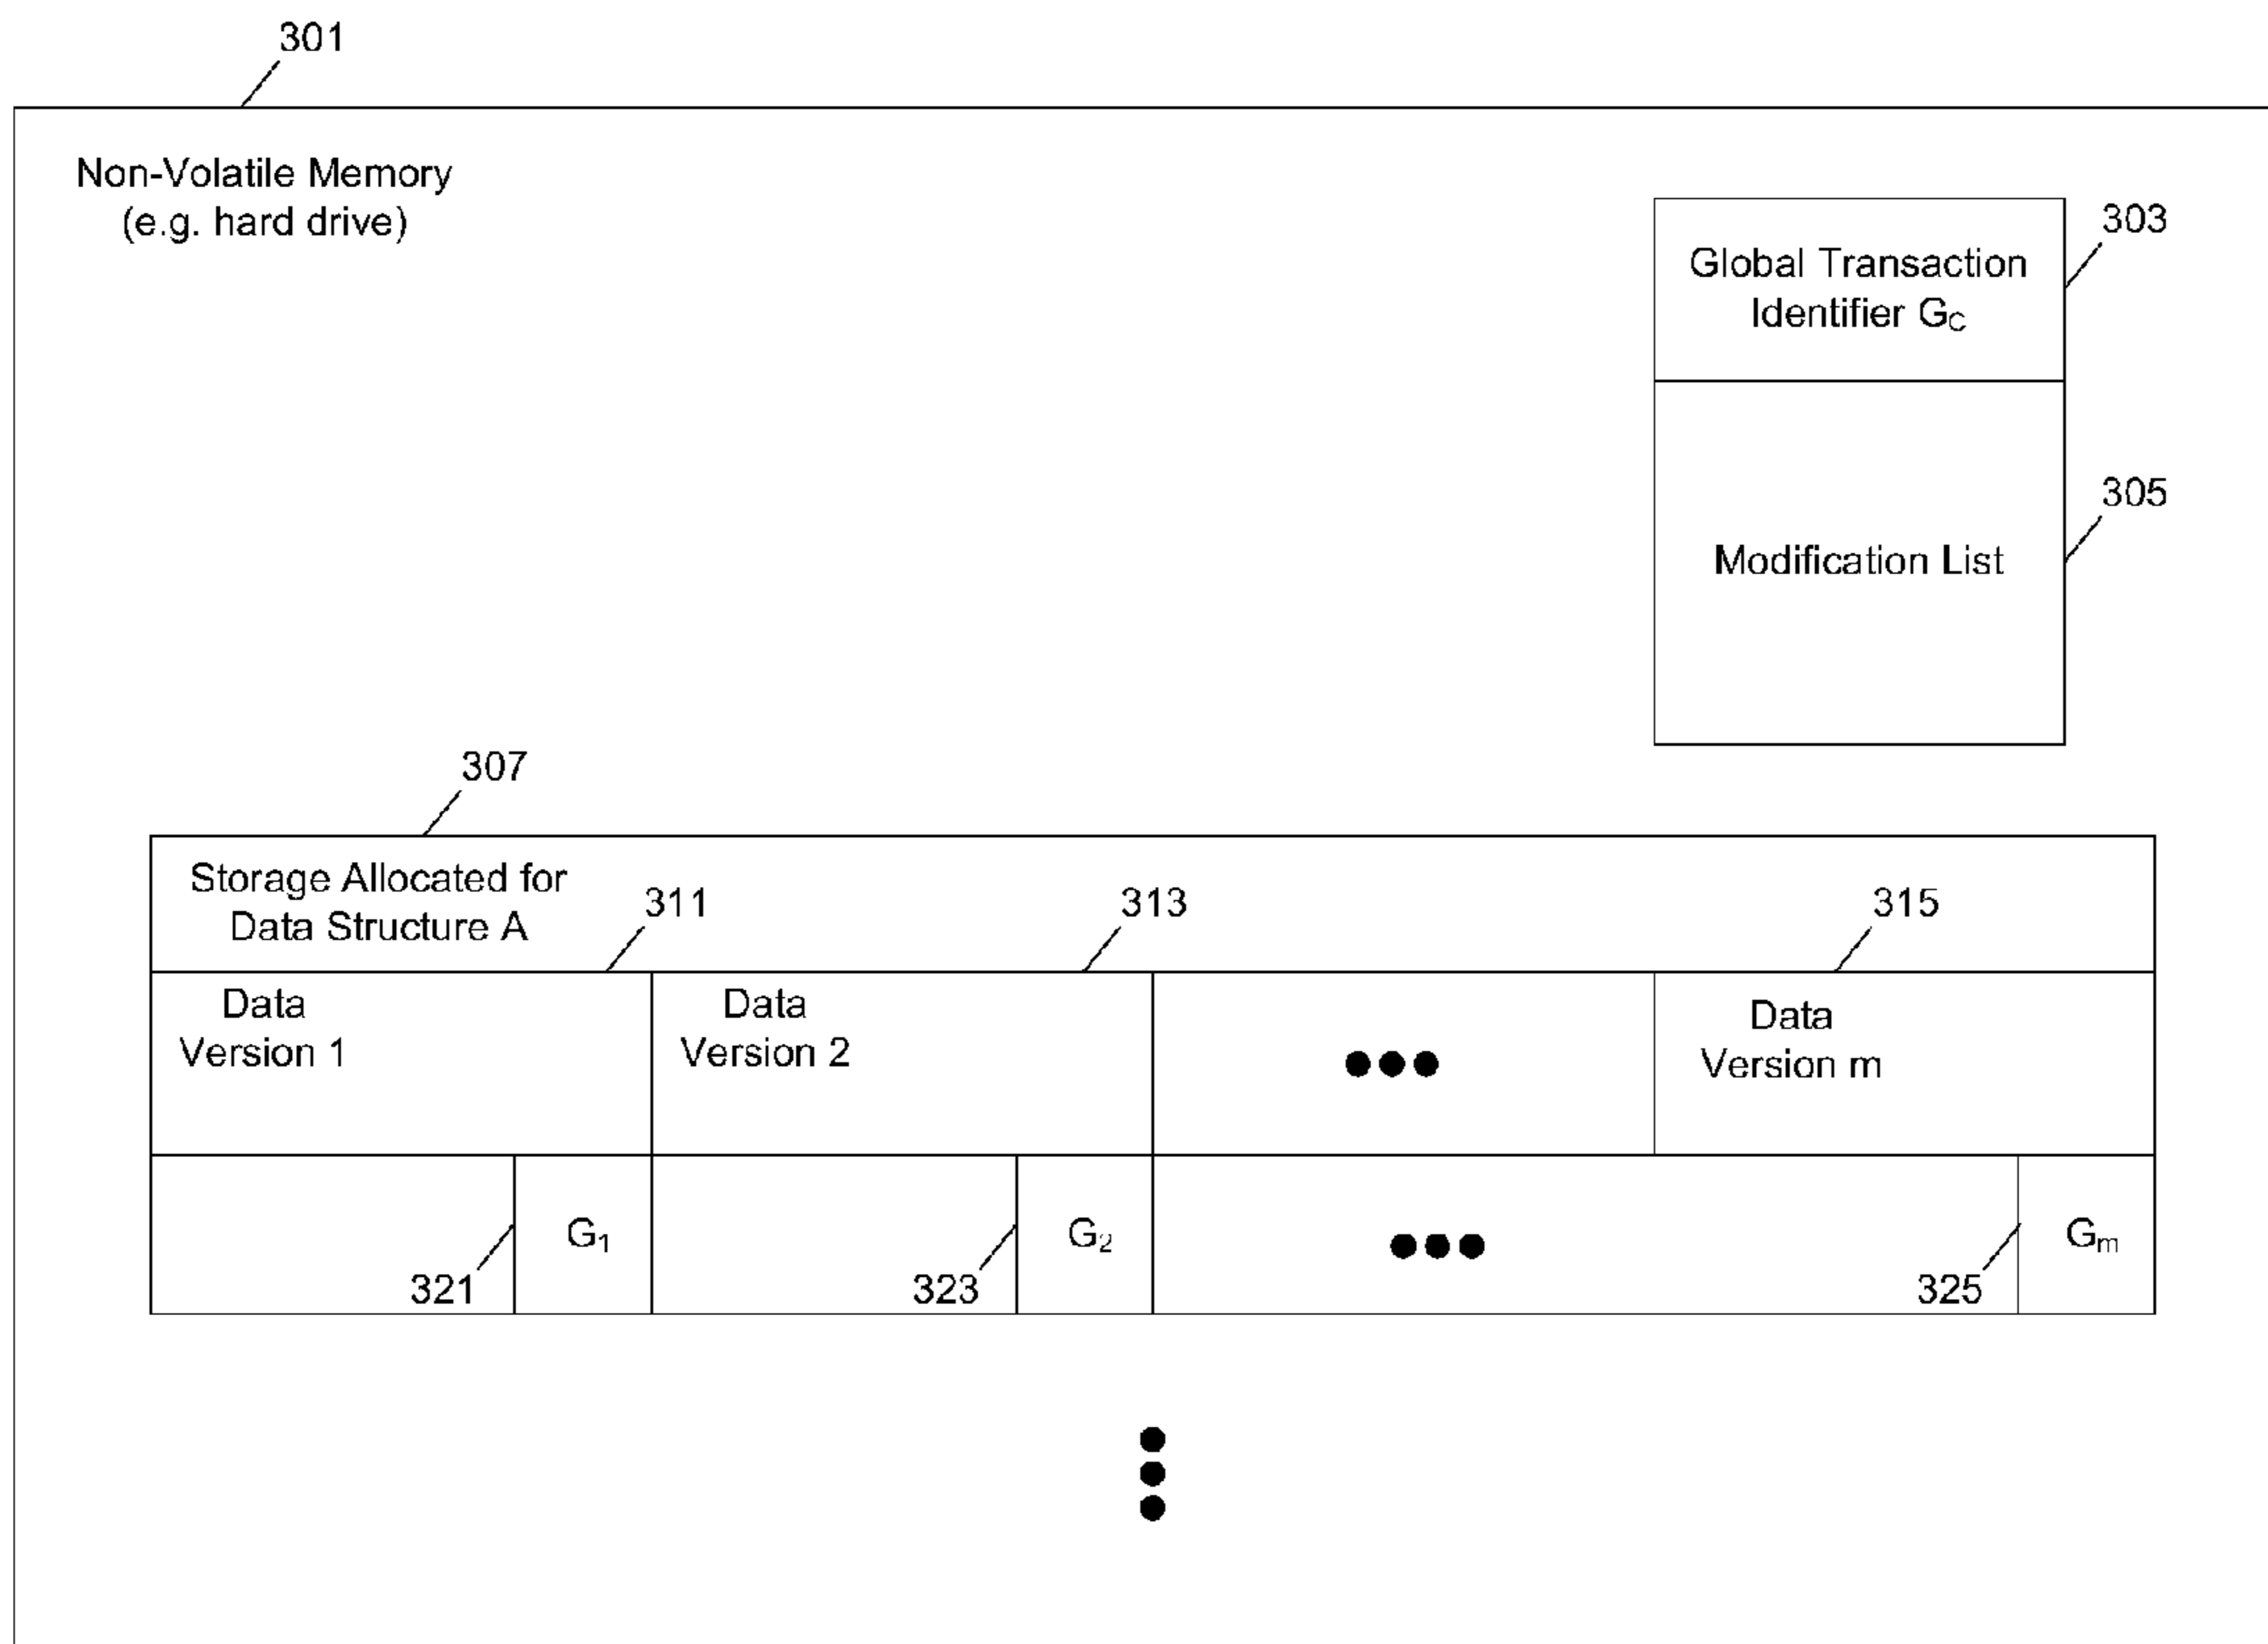 301
Non-Volatile Memory
(e.g. hard drive)
303
Global Transaction
Identifier GC
305
Modification List
307
Storage Allocated for
Data Structure A
311
313
315
Data
Version 1
Data
Version 2
Data
Version m
G1
G2
Gm
321
323
325